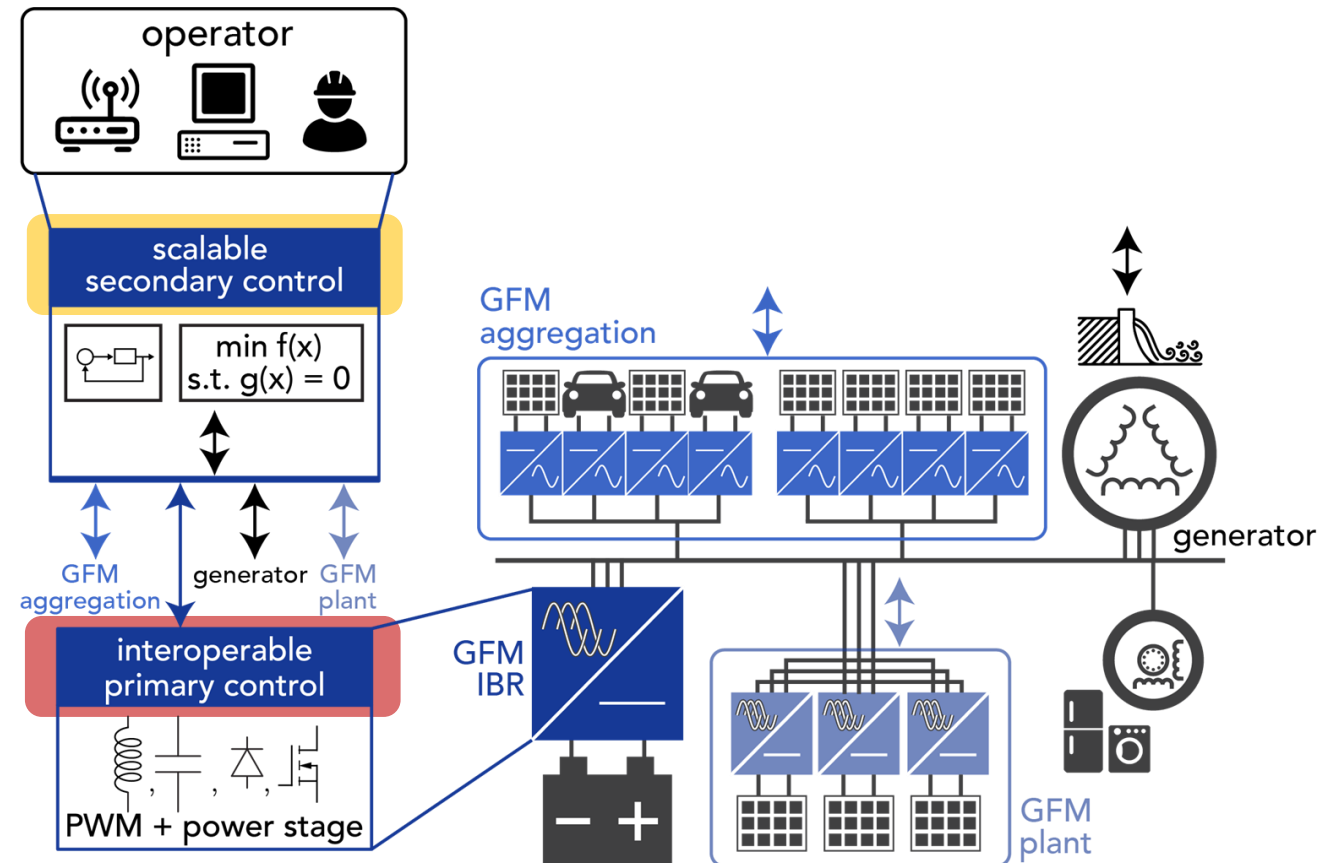 operator
scalable
secondary control
min f(x)
s.t. g(x) = 0
GFM
aggregation
generator
GFM
plant
interoperable
primary control
, , ,
PWM + power stage
GFM
aggregation
generator
GFM
IBR
− +
GFM
plant